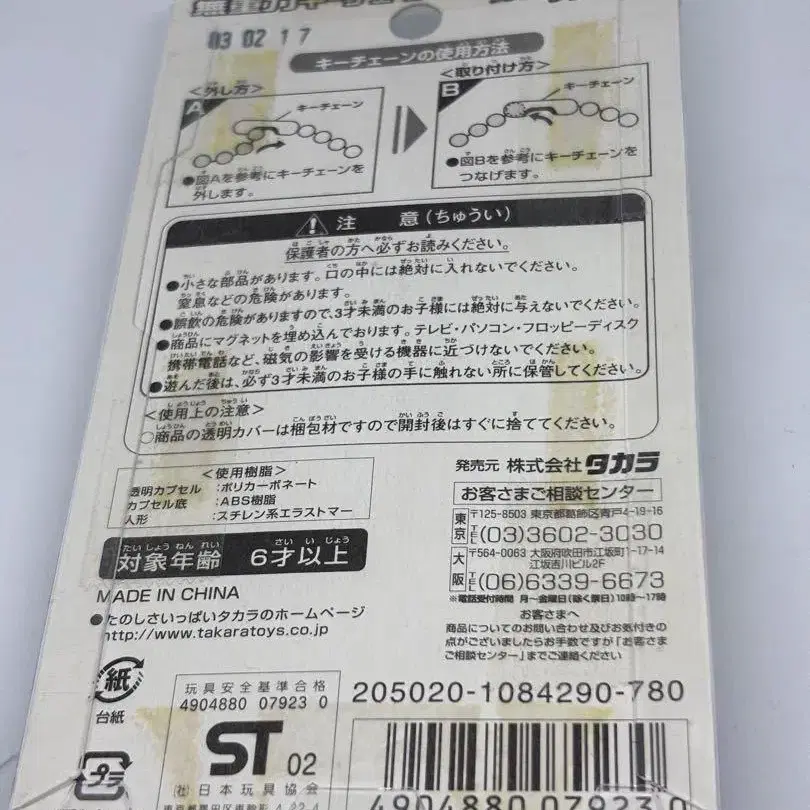 03 02 17
キーチェーンの使用方法
<外し方>
A
キーチェーン
●図Aを参考にキーチェーンを
外します。
<取り付け方>
B
キーチェーン
●図Bを参考にキーチェーンを
つなげます。
注 意(ちゅうい)
保護者の方へ必ずお読みください。
●小さな部品があります。口の中には絶対に入れないでください。
窒息などの危険があります。
●誤飲の危険がありますので、3才未満のお子様には絶対に与えないでください。
●商品にマグネットを埋め込んでおります。テレビ・パソコン・フロッピーディスク
携帯電話など、磁気の影響を受ける機器に近づけないでください。
●遊んだ後は、必ず3才未満のお子様の手に触れない所に保管してください。
<使用上の注意>
○商品の透明カバーは梱包材ですので開封後はすぐに捨ててください。
<使用樹脂>
透明カプセル :ポリカーボネート
カプセル底 :ABS樹脂
人形 :スチレン系エラストマー
対象年齢 6才以上
MADE IN CHINA
●たのしさいっぱいタカラのホームページ
http://www.takaratoys.co.jp
発売元 株式会社タカラ
お客さまご相談センター
東京 〒125-8503 東京都葛飾区青戸4-19-16
TEL(03)3602-3030
大阪 〒564-0063 大阪府吹田市江坂町1-17-14
江坂吉川ビル2F
TEL(06)6339-6673
※電話受付時間 月〜金曜日(除く祭日)10時〜17時
お客さまへ
商品についてのお問い合わせ及びお気付きの
点がございましたらお手数ですが「お客さま
ご相談センター」までご連絡ください
紙
台紙
プラ
玩具安全基準合格
4904880 07923 0
ST 02
(社)日本玩具協会
205020-1084290-780
4904880 07923 0